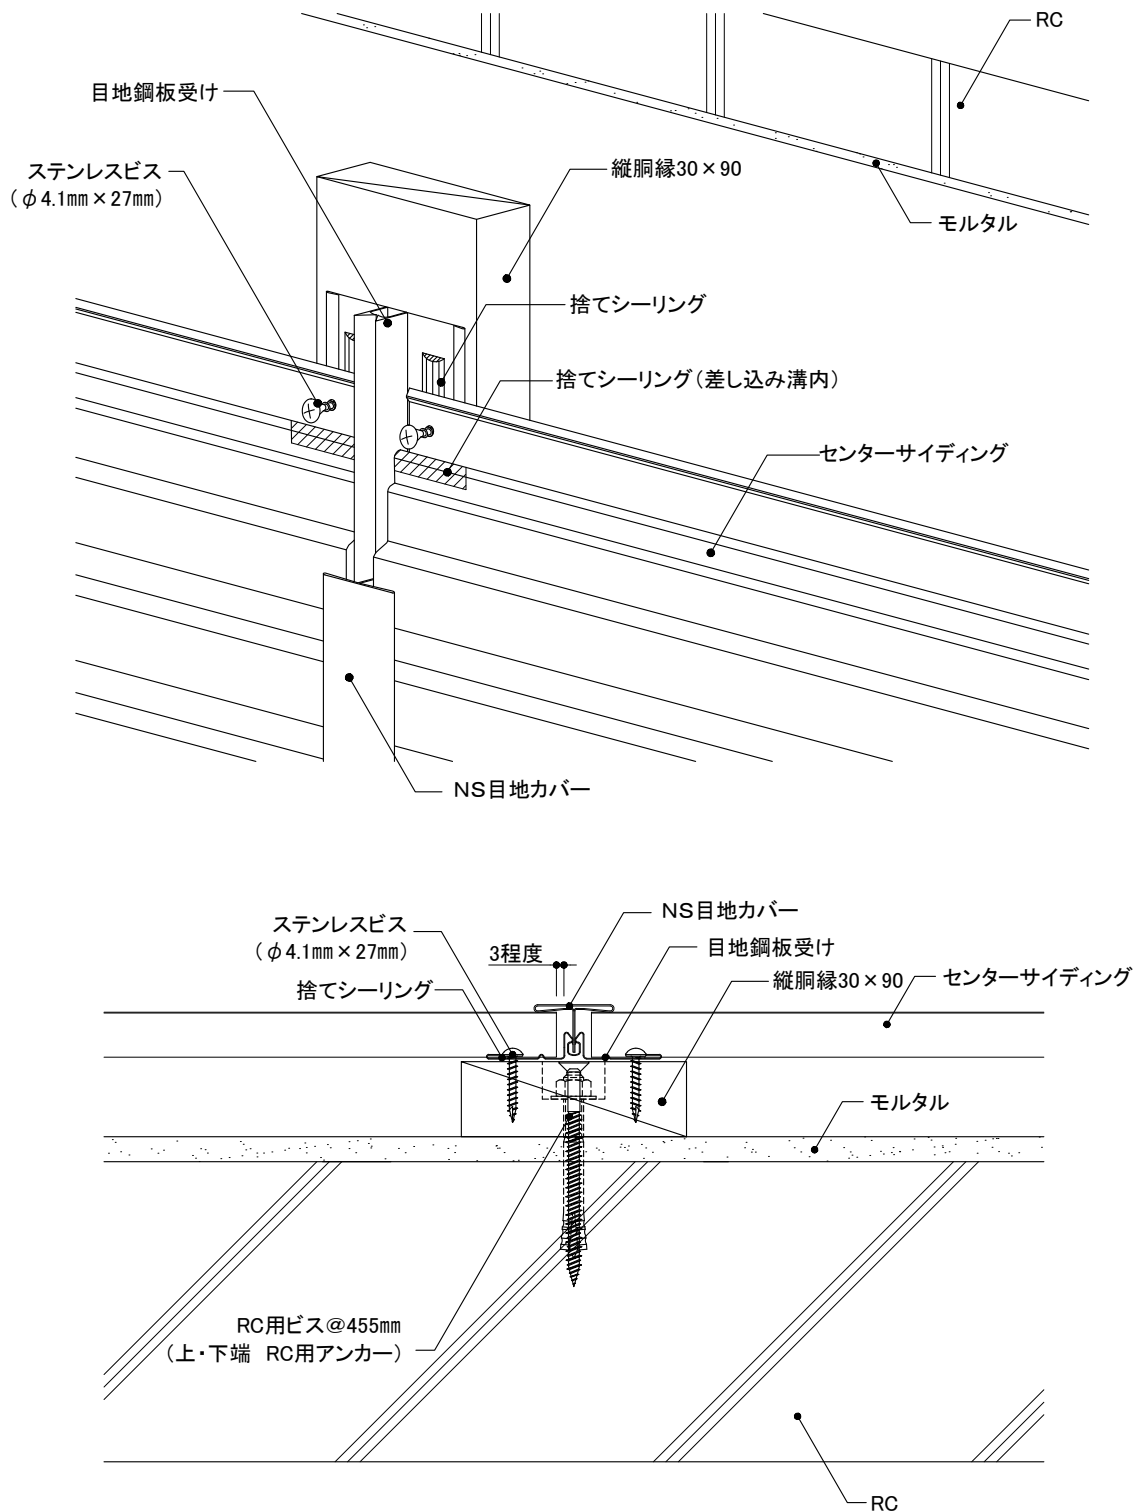 RC
目地鋼板受け
ステンレスビス
（φ4.1mm×27mm）
縦胴縁30×90
モルタル
捨てシーリング
捨てシーリング（差し込み溝内）
センターサイディング
NS目地カバー
NS目地カバー
ステンレスビス
（φ4.1mm×27mm）
3程度
目地鋼板受け
縦胴縁30×90
センターサイディング
捨てシーリング
モルタル
RC用ビス@455mm
（上・下端 RC用アンカー）
RC